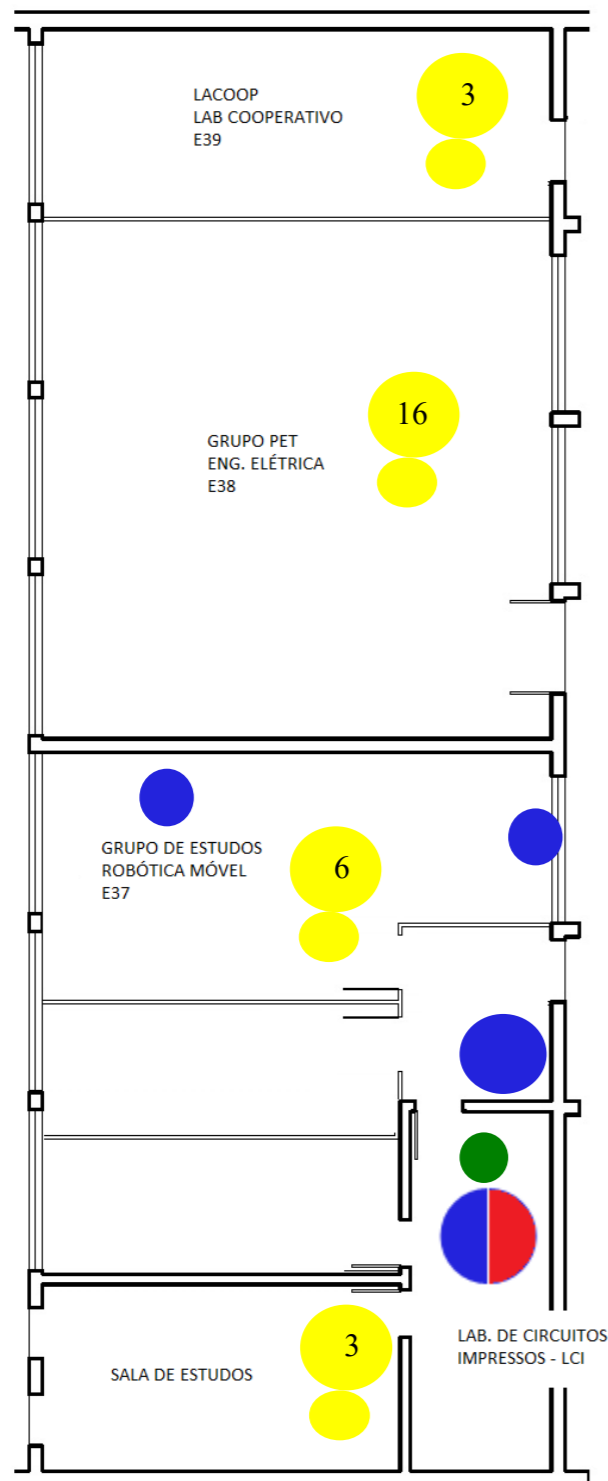 LACOOP
LAB COOPERATIVO
E39
3
GRUPO PET
ENG. ELÉTRICA
E38
16
GRUPO DE ESTUDOS
ROBÓTICA MÓVEL
E37
6
SALA DE ESTUDOS
3
LAB. DE CIRCUITOS
IMPRESSOS - LCI